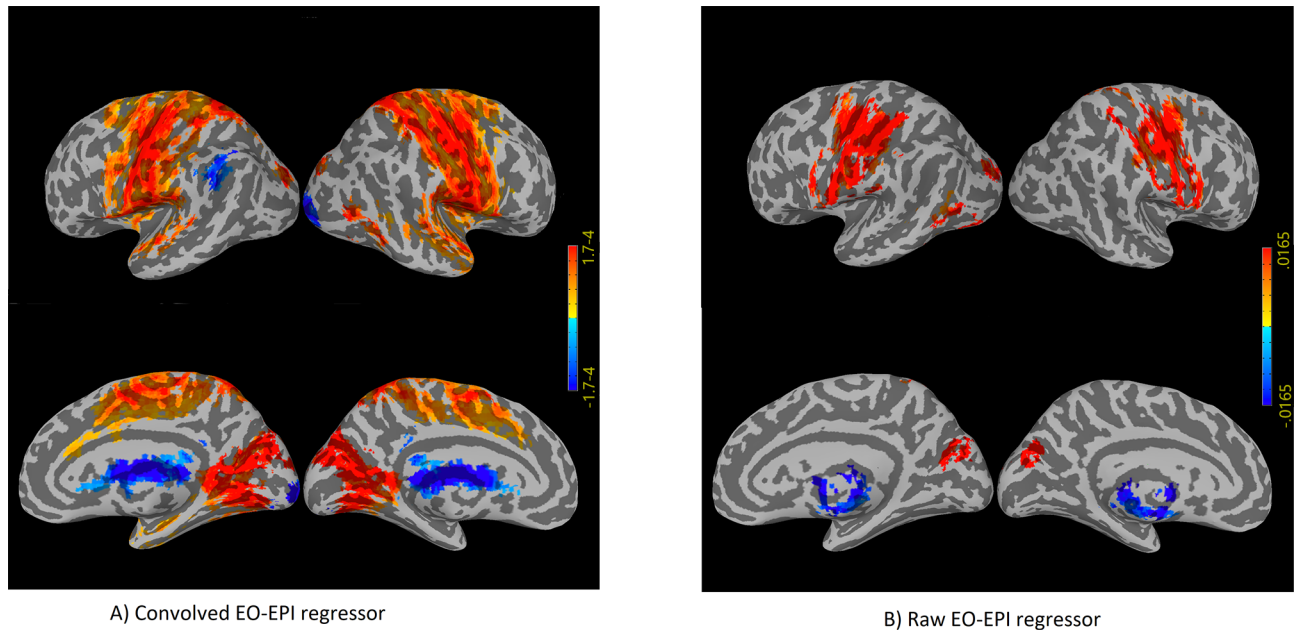 1.7-4
-1.7-4
.0165
-.0165
A) Convolved EO-EPI regressor
B) Raw EO-EPI regressor